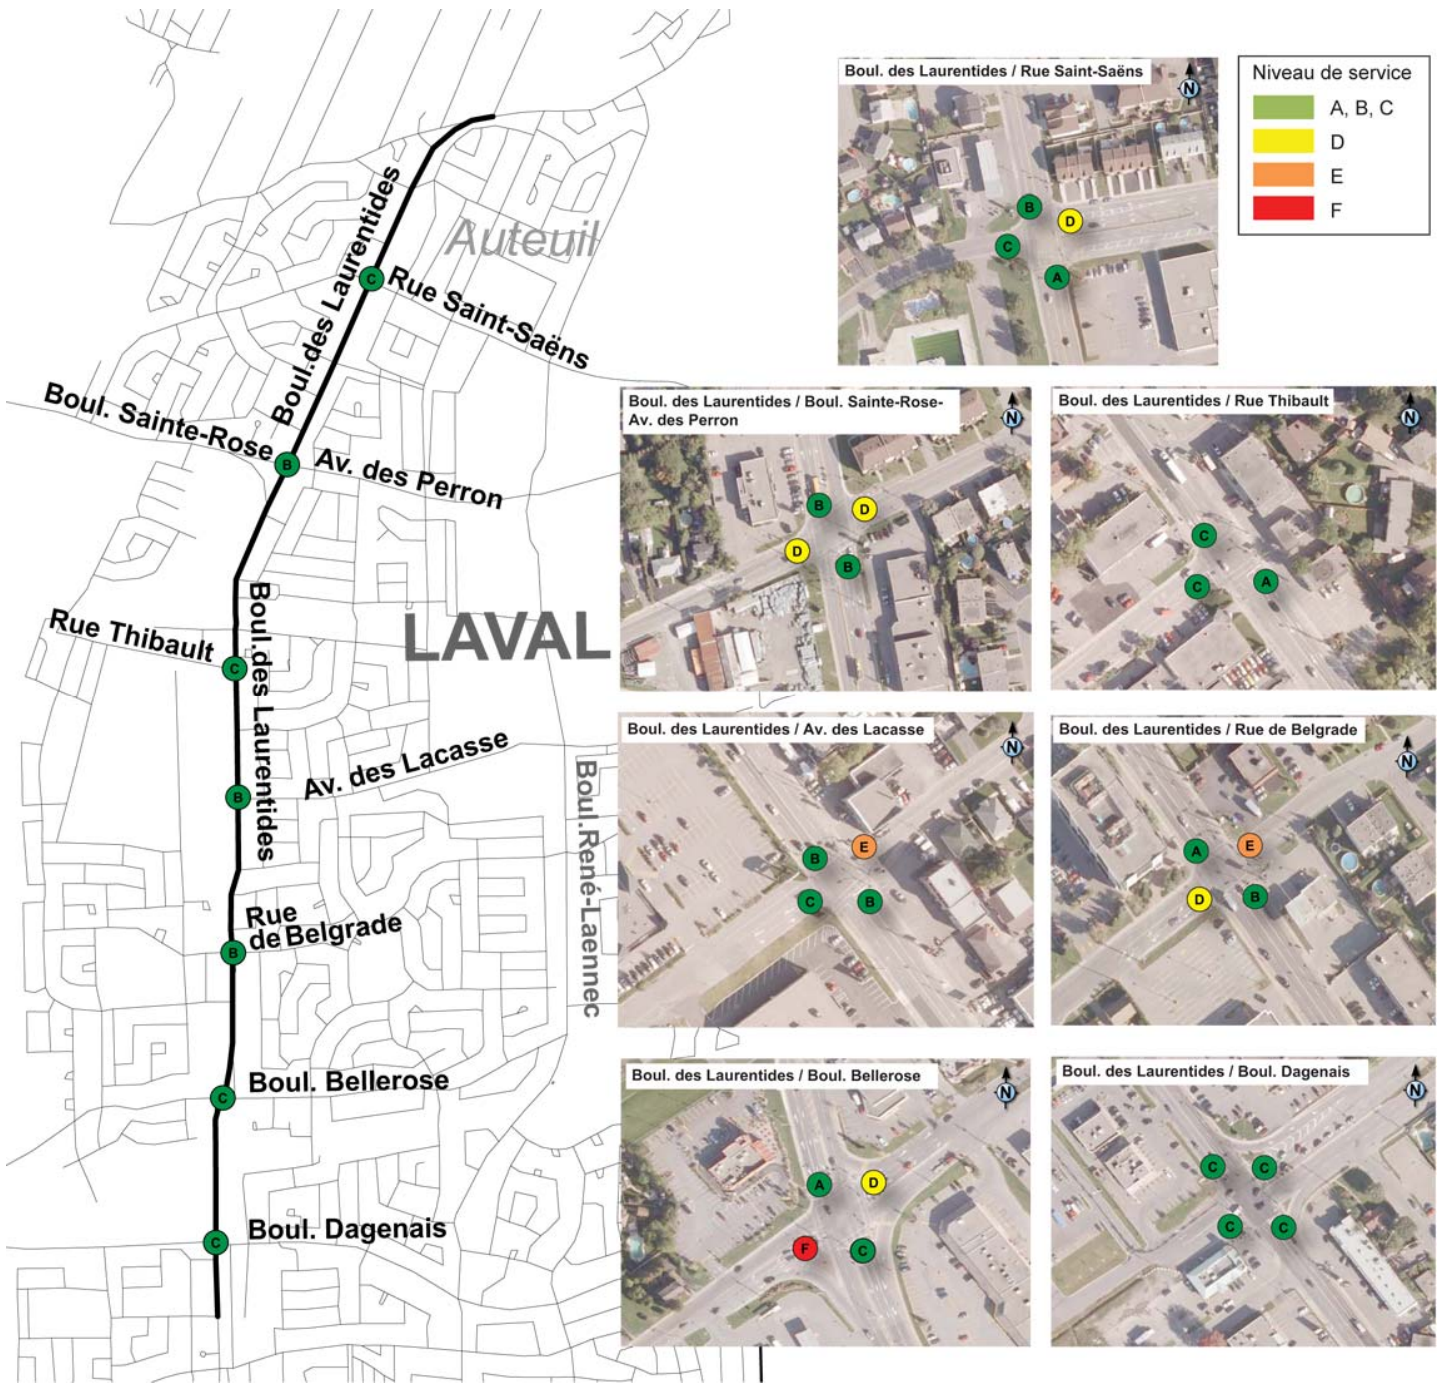 Auteuil
Boul.des Laurentides
C
Rue Saint-Saëns
Boul. Sainte-Rose
B
Av. des Perron
LAVAL
Boul.des Laurentides
Rue Thibault
C
Av. des Lacasse
B
Boul.René-Laennec
Rue
de Belgrade
B
Boul. Bellerose
C
Boul. Dagenais
C
Boul. des Laurentides / Rue Saint-Saëns
N
B
D
C
A
Niveau de service
A, B, C
D
E
F
Boul. des Laurentides / Boul. Sainte-Rose-
Av. des Perron
N
B
D
D
B
Boul. des Laurentides / Rue Thibault
N
C
C
A
Boul. des Laurentides / Av. des Lacasse
N
B
E
C
B
Boul. des Laurentides / Rue de Belgrade
N
A
E
D
B
Boul. des Laurentides / Boul. Bellerose
N
A
D
F
C
Boul. des Laurentides / Boul. Dagenais
N
C
C
C
C